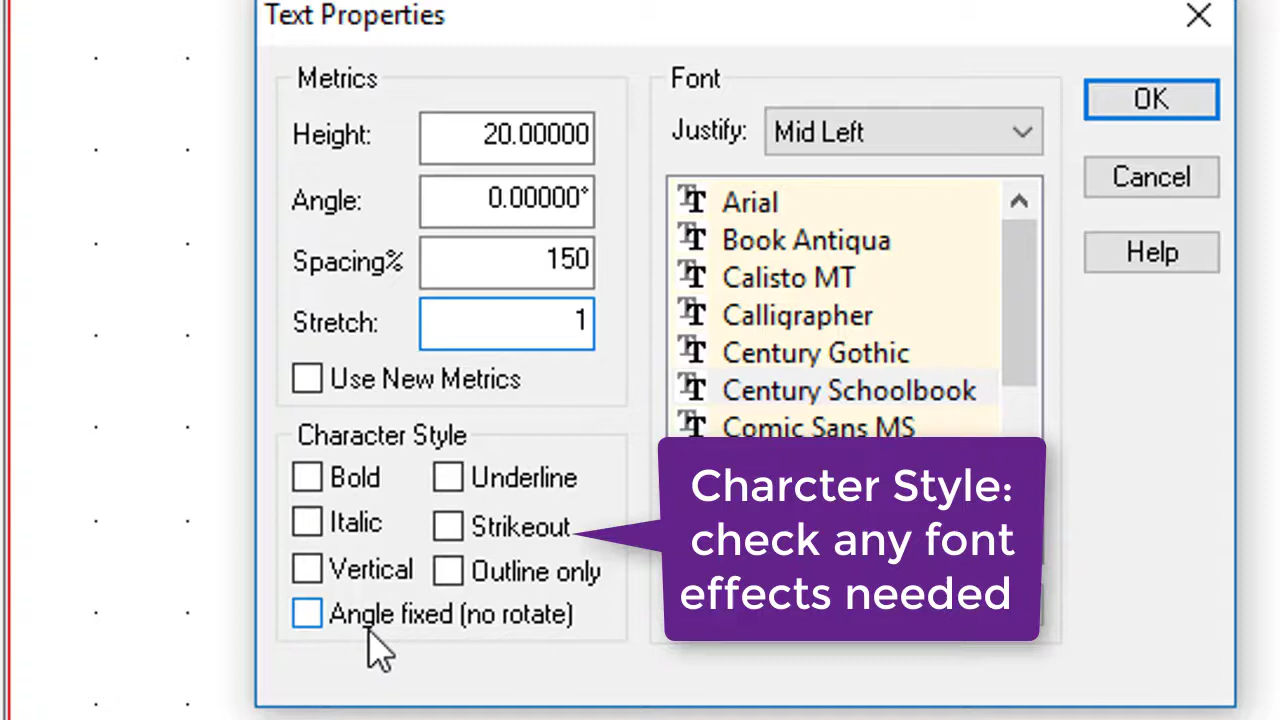 Text Properties
Metrics
Height: 20.00000
Angle: 0.00000°
Spacing% 150
Stretch: 1
Use New Metrics
Character Style
Bold Underline
Italic Strikeout
Vertical Outline only
Angle fixed (no rotate)
Font
Justify: Mid Left
Arial
Book Antiqua
Calisto MT
Calligrapher
Century Gothic
Century Schoolbook
Comic Sans MS
OK
Cancel
Help
Charcter Style:
check any font
effects needed